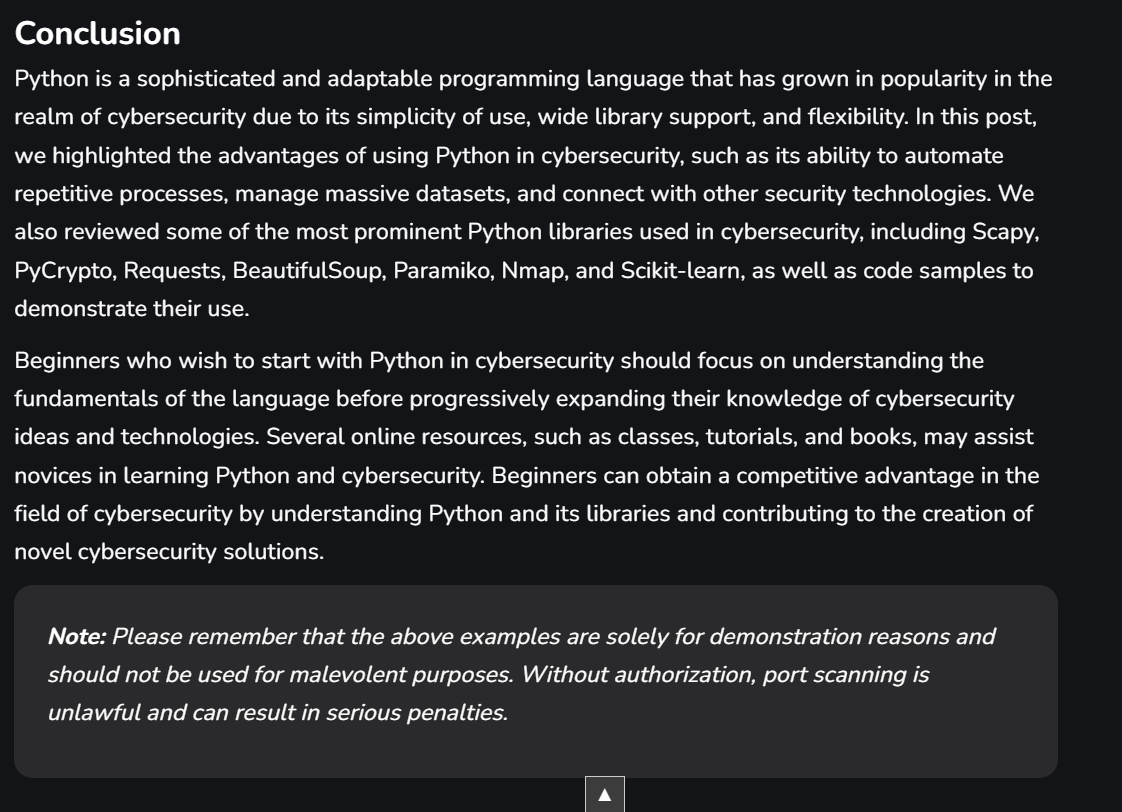 Conclusion
Python is a sophisticated and adaptable programming language that has grown in popularity in the
realm of cybersecurity due to its simplicity of use, wide library support, and flexibility. In this post,
we highlighted the advantages of using Python in cybersecurity, such as its ability to automate
repetitive processes, manage massive datasets, and connect with other security technologies. We
also reviewed some of the most prominent Python libraries used in cybersecurity, including Scapy,
PyCrypto, Requests, BeautifulSoup, Paramiko, Nmap, and Scikit-learn, as well as code samples to
demonstrate their use.
Beginners who wish to start with Python in cybersecurity should focus on understanding the
fundamentals of the language before progressively expanding their knowledge of cybersecurity
ideas and technologies. Several online resources, such as classes, tutorials, and books, may assist
novices in learning Python and cybersecurity. Beginners can obtain a competitive advantage in the
field of cybersecurity by understanding Python and its libraries and contributing to the creation of
novel cybersecurity solutions.
Note: Please remember that the above examples are solely for demonstration reasons and
should not be used for malevolent purposes. Without authorization, port scanning is
unlawful and can result in serious penalties.